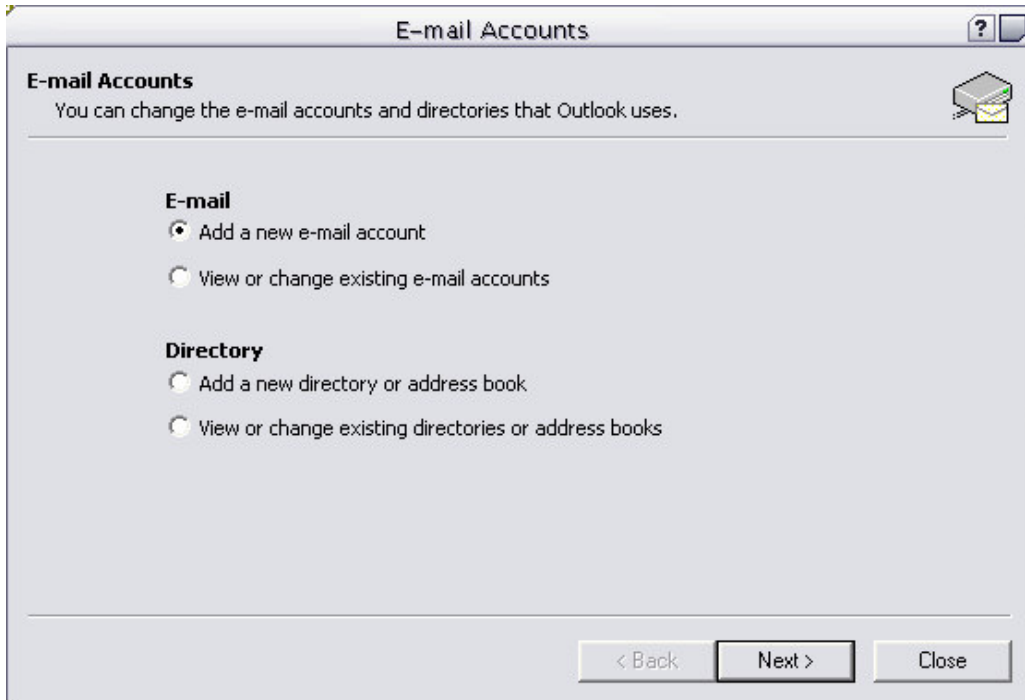 E-mail Accounts
?
E-mail Accounts
You can change the e-mail accounts and directories that Outlook uses.
E-mail
Add a new e-mail account
View or change existing e-mail accounts
Directory
Add a new directory or address book
View or change existing directories or address books
< Back Next > Close